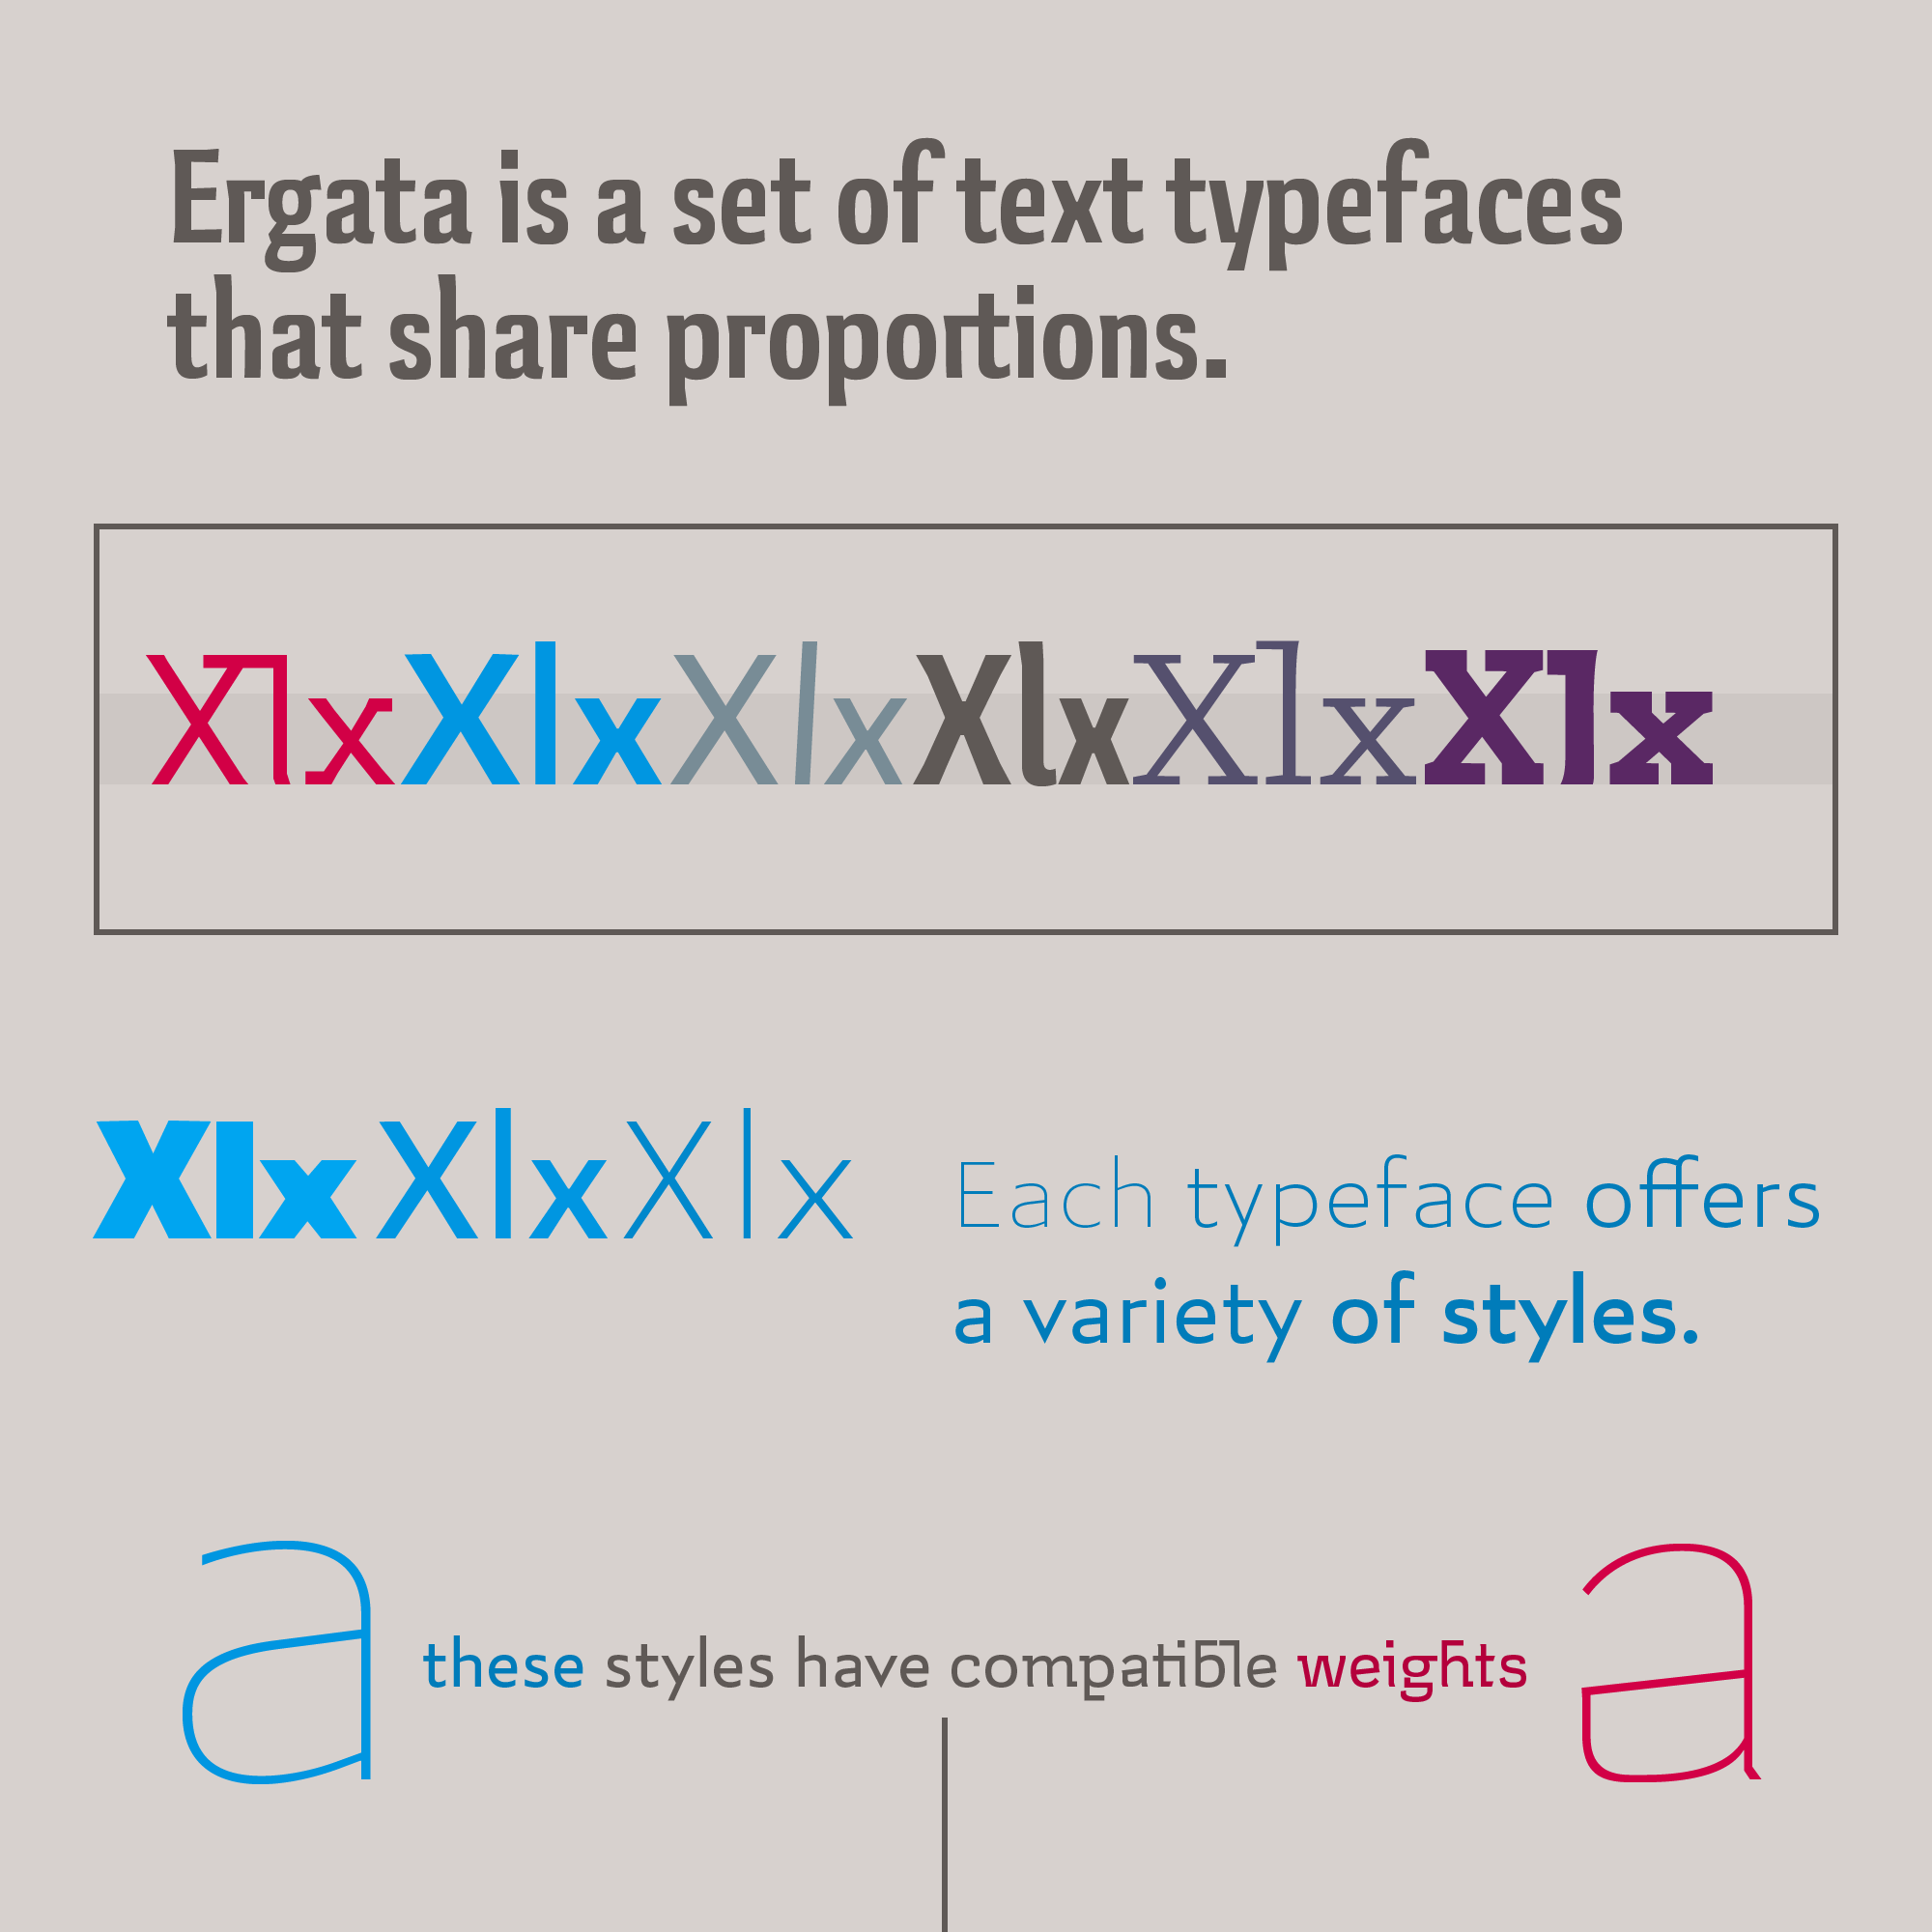 Ergata is a set of text typefaces
that share proportions.
XlxXlxXlxXlxXlxXlx
XlxXlxXlx
Each typeface offers
a variety of styles.
a these styles have compatible weights a